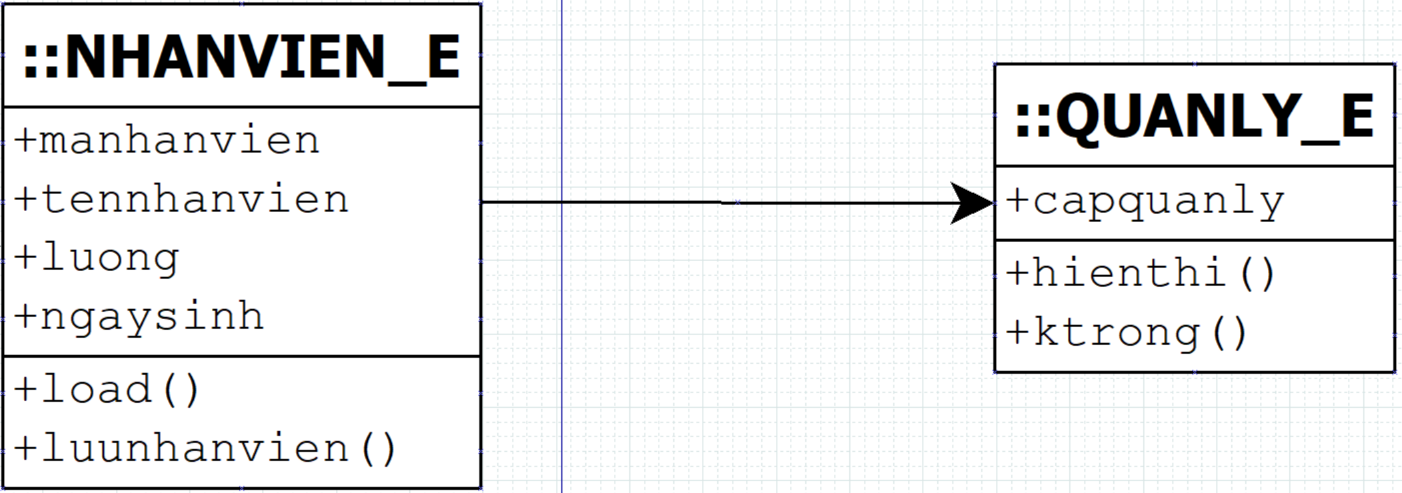 ::NHANVIEN_E
+manhanvien
+tennhanvien
+luong
+ngaysinh
+load()
+luunhanvien()
::QUANLY_E
+capquanly
+hienthi()
+ktrong()